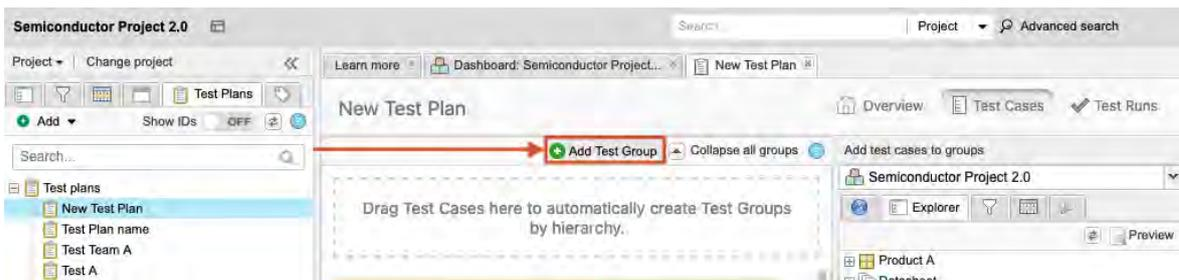 Semiconductor Project 2.0
Search...
Project
Advanced search
Project
Change project
Learn more
Dashboard: Semiconductor Project...
New Test Plan
Test Plans
New Test Plan
Overview
Test Cases
Test Runs
Add
Show IDs
OFF
Add Test Group
Collapse all groups
Add test cases to groups
Search...
Semiconductor Project 2.0
Test plans
New Test Plan
Test Plan name
Test Team A
Test A
Drag Test Cases here to automatically create Test Groups
by hierarchy.
Explorer
Preview
Product A
Datasheet